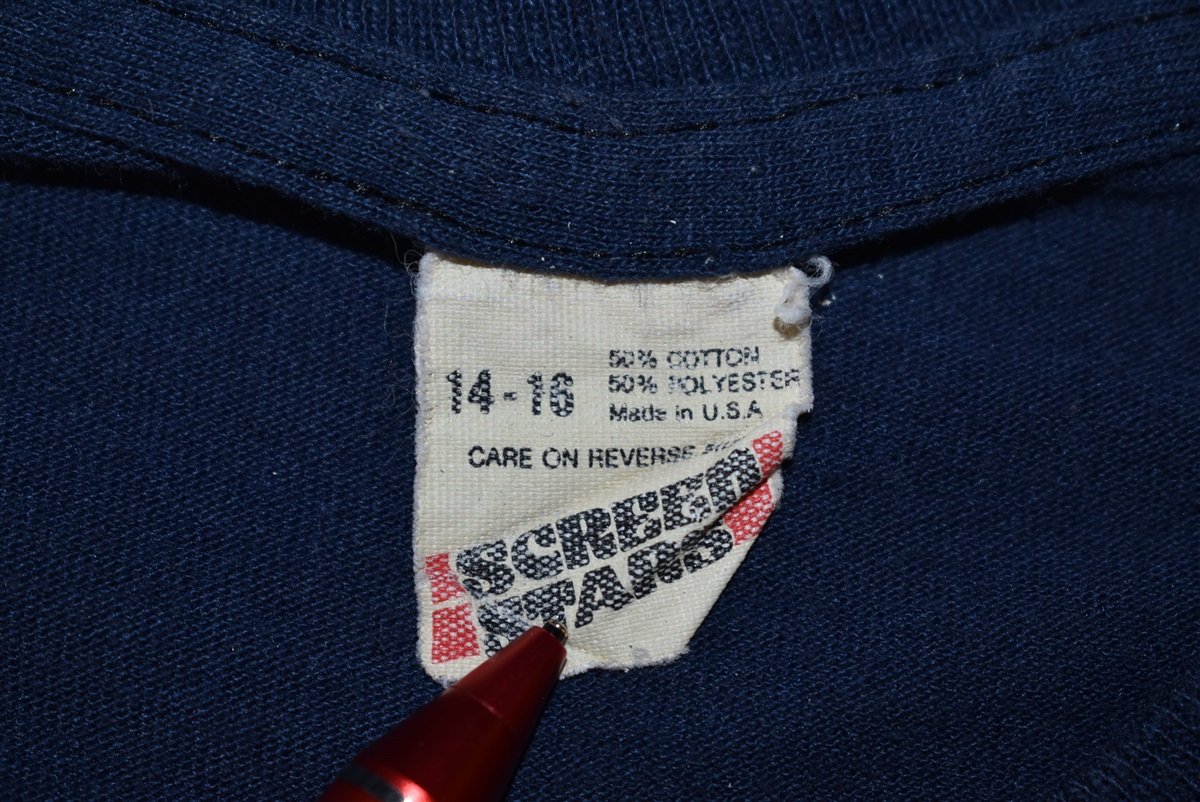 14-16
50% COTTON
50% POLYESTER
Made in U.S.A
CARE ON REVERSE
SCREEN
STARS